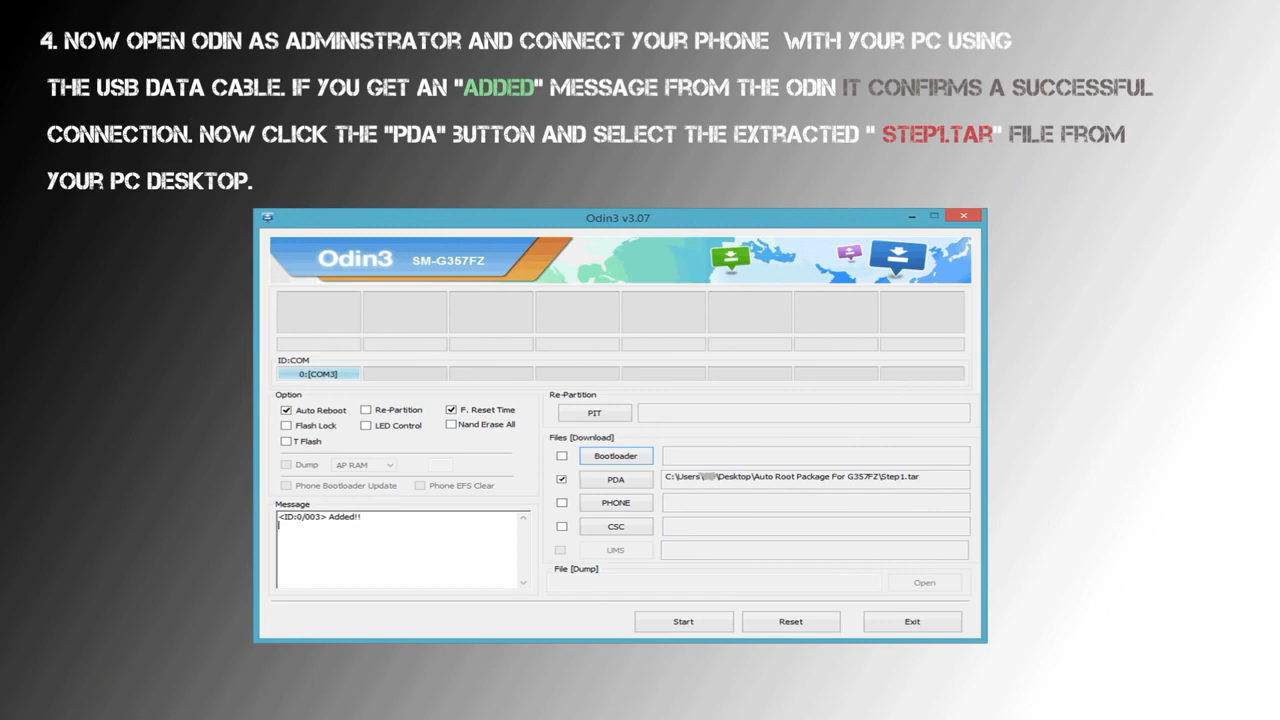 4. NOW OPEN ODIN AS ADMINISTRATOR AND CONNECT YOUR PHONE WITH YOUR PC USING
THE USB DATA CABLE. IF YOU GET AN "ADDED" MESSAGE FROM THE ODIN IT CONFIRMS A SUCCESSFUL
CONNECTION. NOW CLICK THE "PDA" BUTTON AND SELECT THE EXTRACTED " STEP1.TAR" FILE FROM
YOUR PC DESKTOP.
Odin3 v3.07
Odin3 SM-G357FZ
ID:COM
0:[COM3]
Option
Auto Reboot Re-Partition F. Reset Time
Flash Lock LED Control Nand Erase All
T Flash
Dump AP RAM
Phone Bootloader Update Phone EFS Clear
Message
<ID:0/003> Added!!
Re-Partition
PIT
Files [Download]
Bootloader
PDA C:\Users\ \Desktop\Auto Root Package For G357FZ\Step1.tar
PHONE
CSC
UMS
File [Dump]
Open
Start Reset Exit